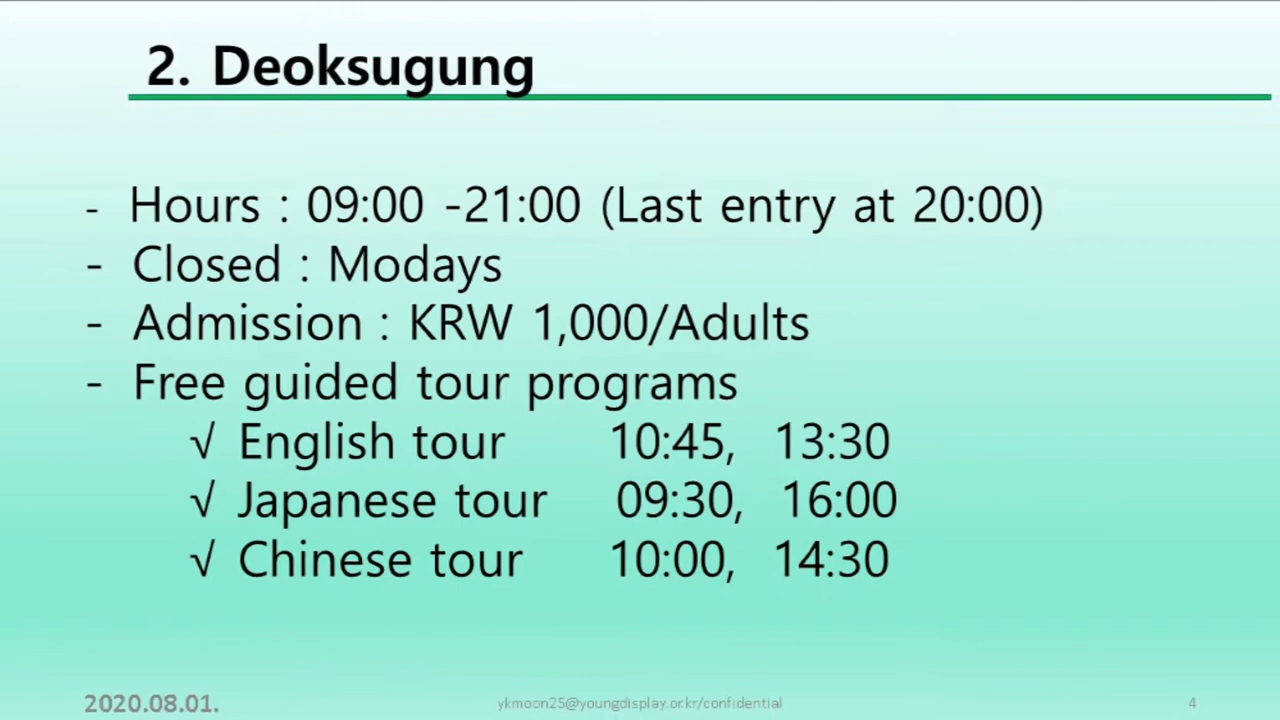 2. Deoksugung
- Hours : 09:00 -21:00 (Last entry at 20:00)
- Closed : Modays
- Admission : KRW 1,000/Adults
- Free guided tour programs
√ English tour 10:45, 13:30
√ Japanese tour 09:30, 16:00
√ Chinese tour 10:00, 14:30
2020.08.01. ykmoon25@youngdisplay.or.kr/confidential 4